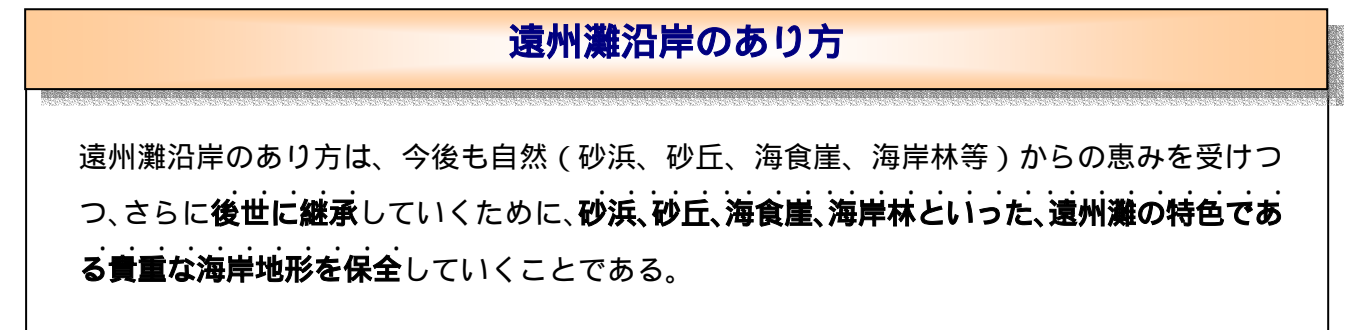 遠州灘沿岸のあり方
遠州灘沿岸のあり方は、今後も自然（砂浜、砂丘、海食崖、海岸林等）からの恵みを受けつ
つ、さらに後世に継承していくために、砂浜、砂丘、海食崖、海岸林といった、遠州灘の特色であ
る貴重な海岸地形を保全していくことである。